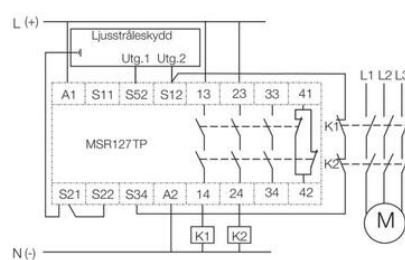 L (+)
Ljusstråleskydd
Utg.1 Utg.2
A1 S11 S52 S12 13 23 33 41
L1 L2 L3
K1
MSR127TP
K2
S21 S22 S34 A2 14 24 34 42
K1 K2
M
N (-)